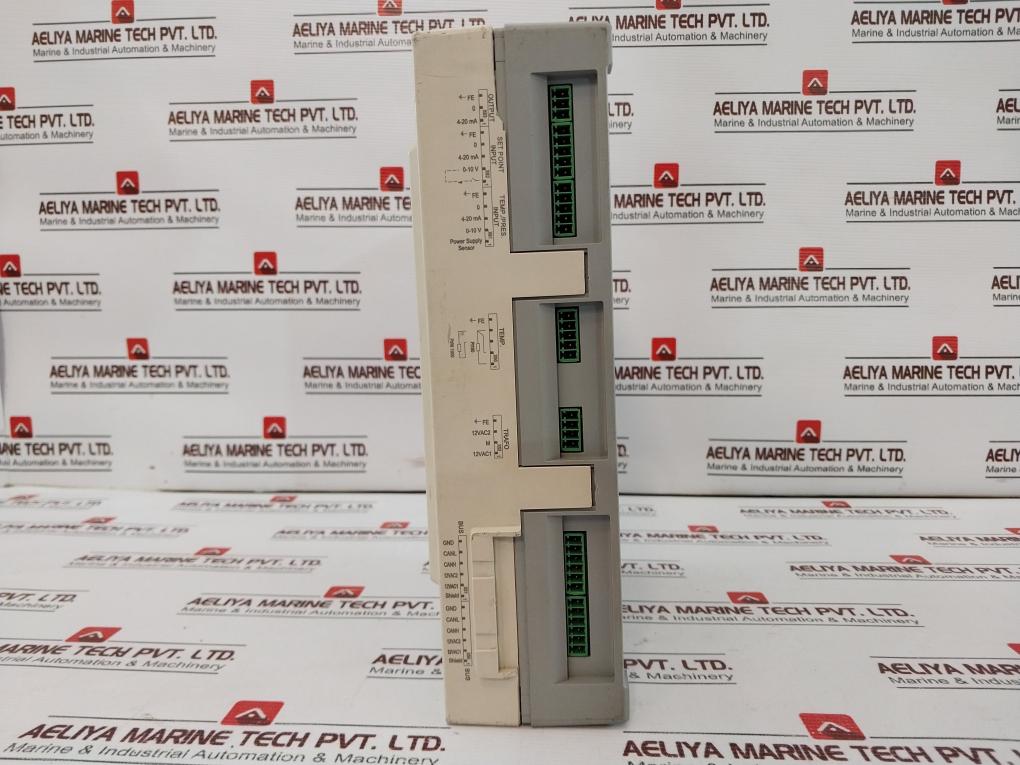 AELIYA MARINE TECH PVT. LTD.
Marine & Industrial Automation & Machinery
OUTPUT
FE
0
4-20 mA
SET POINT
INPUT
FE
0
4-20 mA
0-10 V
TEMP./PRES
INPUT
FE
0
4-20 mA
0-10 V
Power Supply
Sensor
TEMP.
FE
TRAFO
FE
12VAC2
M
12VAC1
BUS
GND
CANL
CANH
12VAC2
12VAC1
Shield
GND
CANL
CANH
12VAC2
12VAC1
Shield
BUS